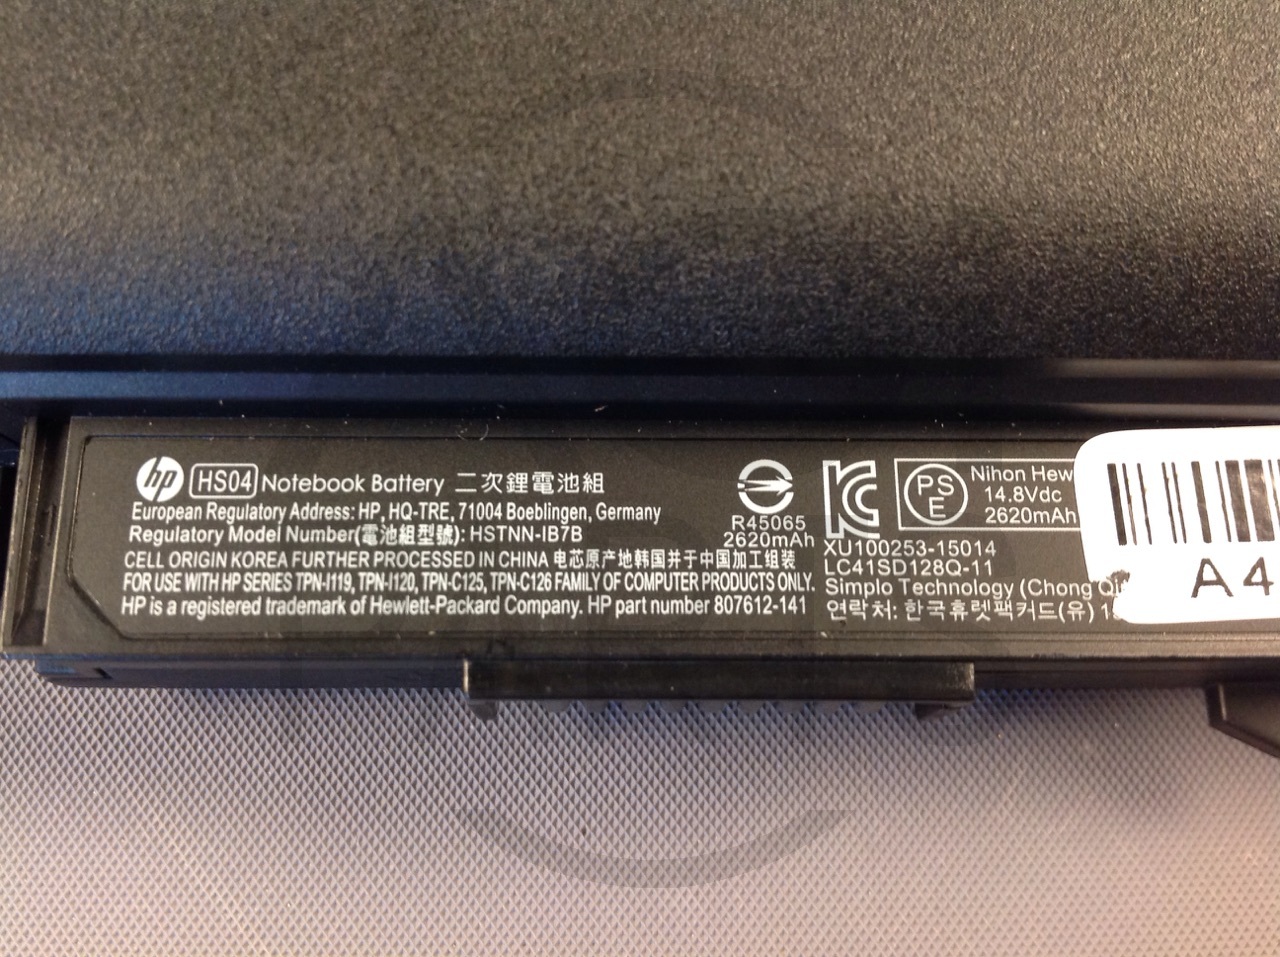 hp HS04 Notebook Battery 二次鋰電池組
European Regulatory Address: HP, HQ-TRE, 71004 Boeblingen, Germany
Regulatory Model Number(電池組型號): HSTNN-IB7B
CELL ORIGIN KOREA FURTHER PROCESSED IN CHINA 电芯原产地韩国并于中国加工组装
FOR USE WITH HP SERIES TPN-I119, TPN-I120, TPN-C125, TPN-C126 FAMILY OF COMPUTER PRODUCTS ONLY.
HP is a registered trademark of Hewlett-Packard Company. HP part number 807612-141
R45065
2620mAh
KC
PS
E
Nihon Hew
14.8Vdc
2620mAh
XU100253-15014
LC41SD128Q-11
Simplo Technology (Chong
연락처: 한국휴렛팩커드(유)
A4